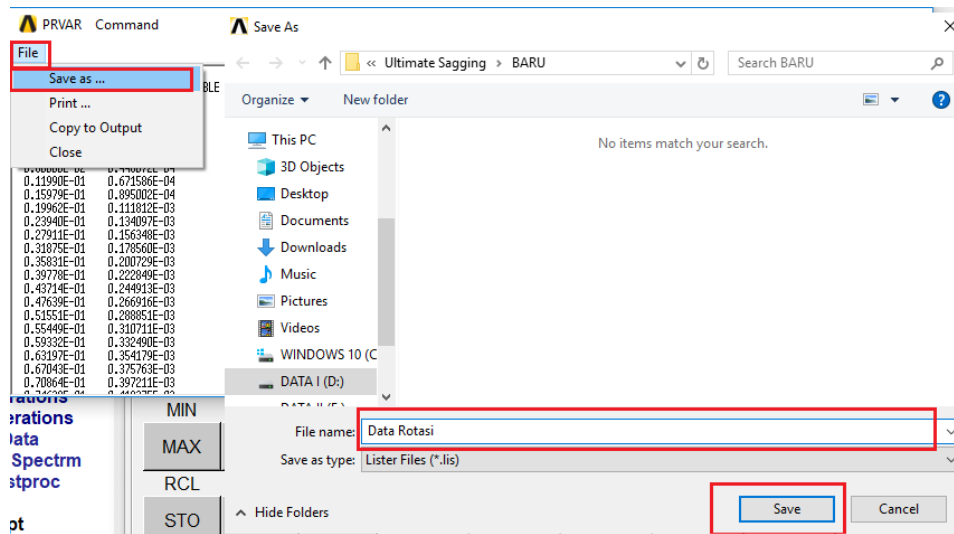 PRVAR Command
File
Save as ...
Print ...
Copy to Output
Close
BLE
0.11990E-01 0.671586E-04
0.15979E-01 0.895002E-04
0.19962E-01 0.111812E-03
0.23940E-01 0.134097E-03
0.27911E-01 0.156348E-03
0.31875E-01 0.178560E-03
0.35831E-01 0.200729E-03
0.39778E-01 0.222849E-03
0.43714E-01 0.244913E-03
0.47639E-01 0.266916E-03
0.51551E-01 0.288851E-03
0.55449E-01 0.310711E-03
0.59332E-01 0.332490E-03
0.63197E-01 0.354179E-03
0.67043E-01 0.375763E-03
0.70864E-01 0.397211E-03
erations
Data
Spectrm
stproc
pt
MIN
MAX
RCL
STO
Save As
« Ultimate Sagging > BARU
Search BARU
Organize
New folder
This PC
3D Objects
Desktop
Documents
Downloads
Music
Pictures
Videos
WINDOWS 10 (C
DATA I (D:)
No items match your search.
File name: Data Rotasi
Save as type: Lister Files (*.lis)
Hide Folders
Save
Cancel